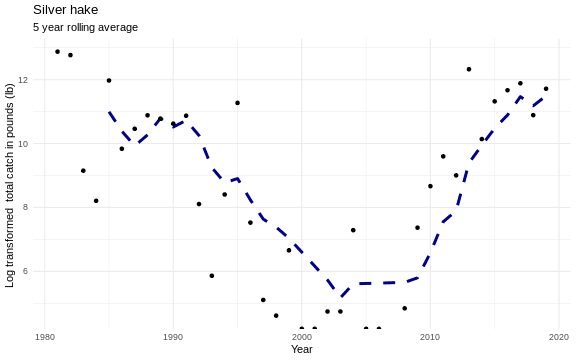 Silver hake
5 year rolling average
Log transformed  total catch in pounds (lb)
12
10
8
6
1980
1990
2000
2010
2020
Year